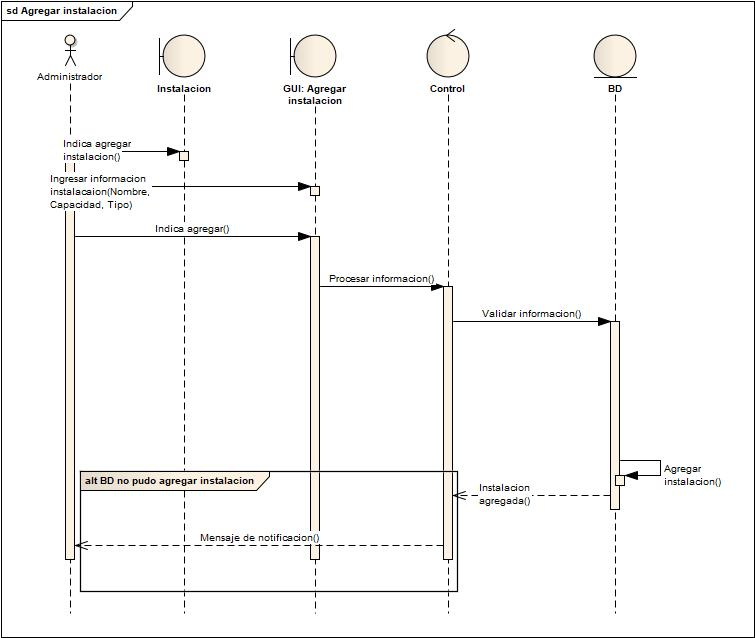 sd Agregar instalacion
Administrador
Instalacion
GUI: Agregar
instalacion
Control
BD
Indica agregar
instalacion()
Ingresar informacion
instalacaion(Nombre,
Capacidad, Tipo)
Indica agregar()
Procesar informacion()
Validar informacion()
Agregar
instalacion()
alt BD no pudo agregar instalacion
Instalacion
agregada()
Mensaje de notificacion()